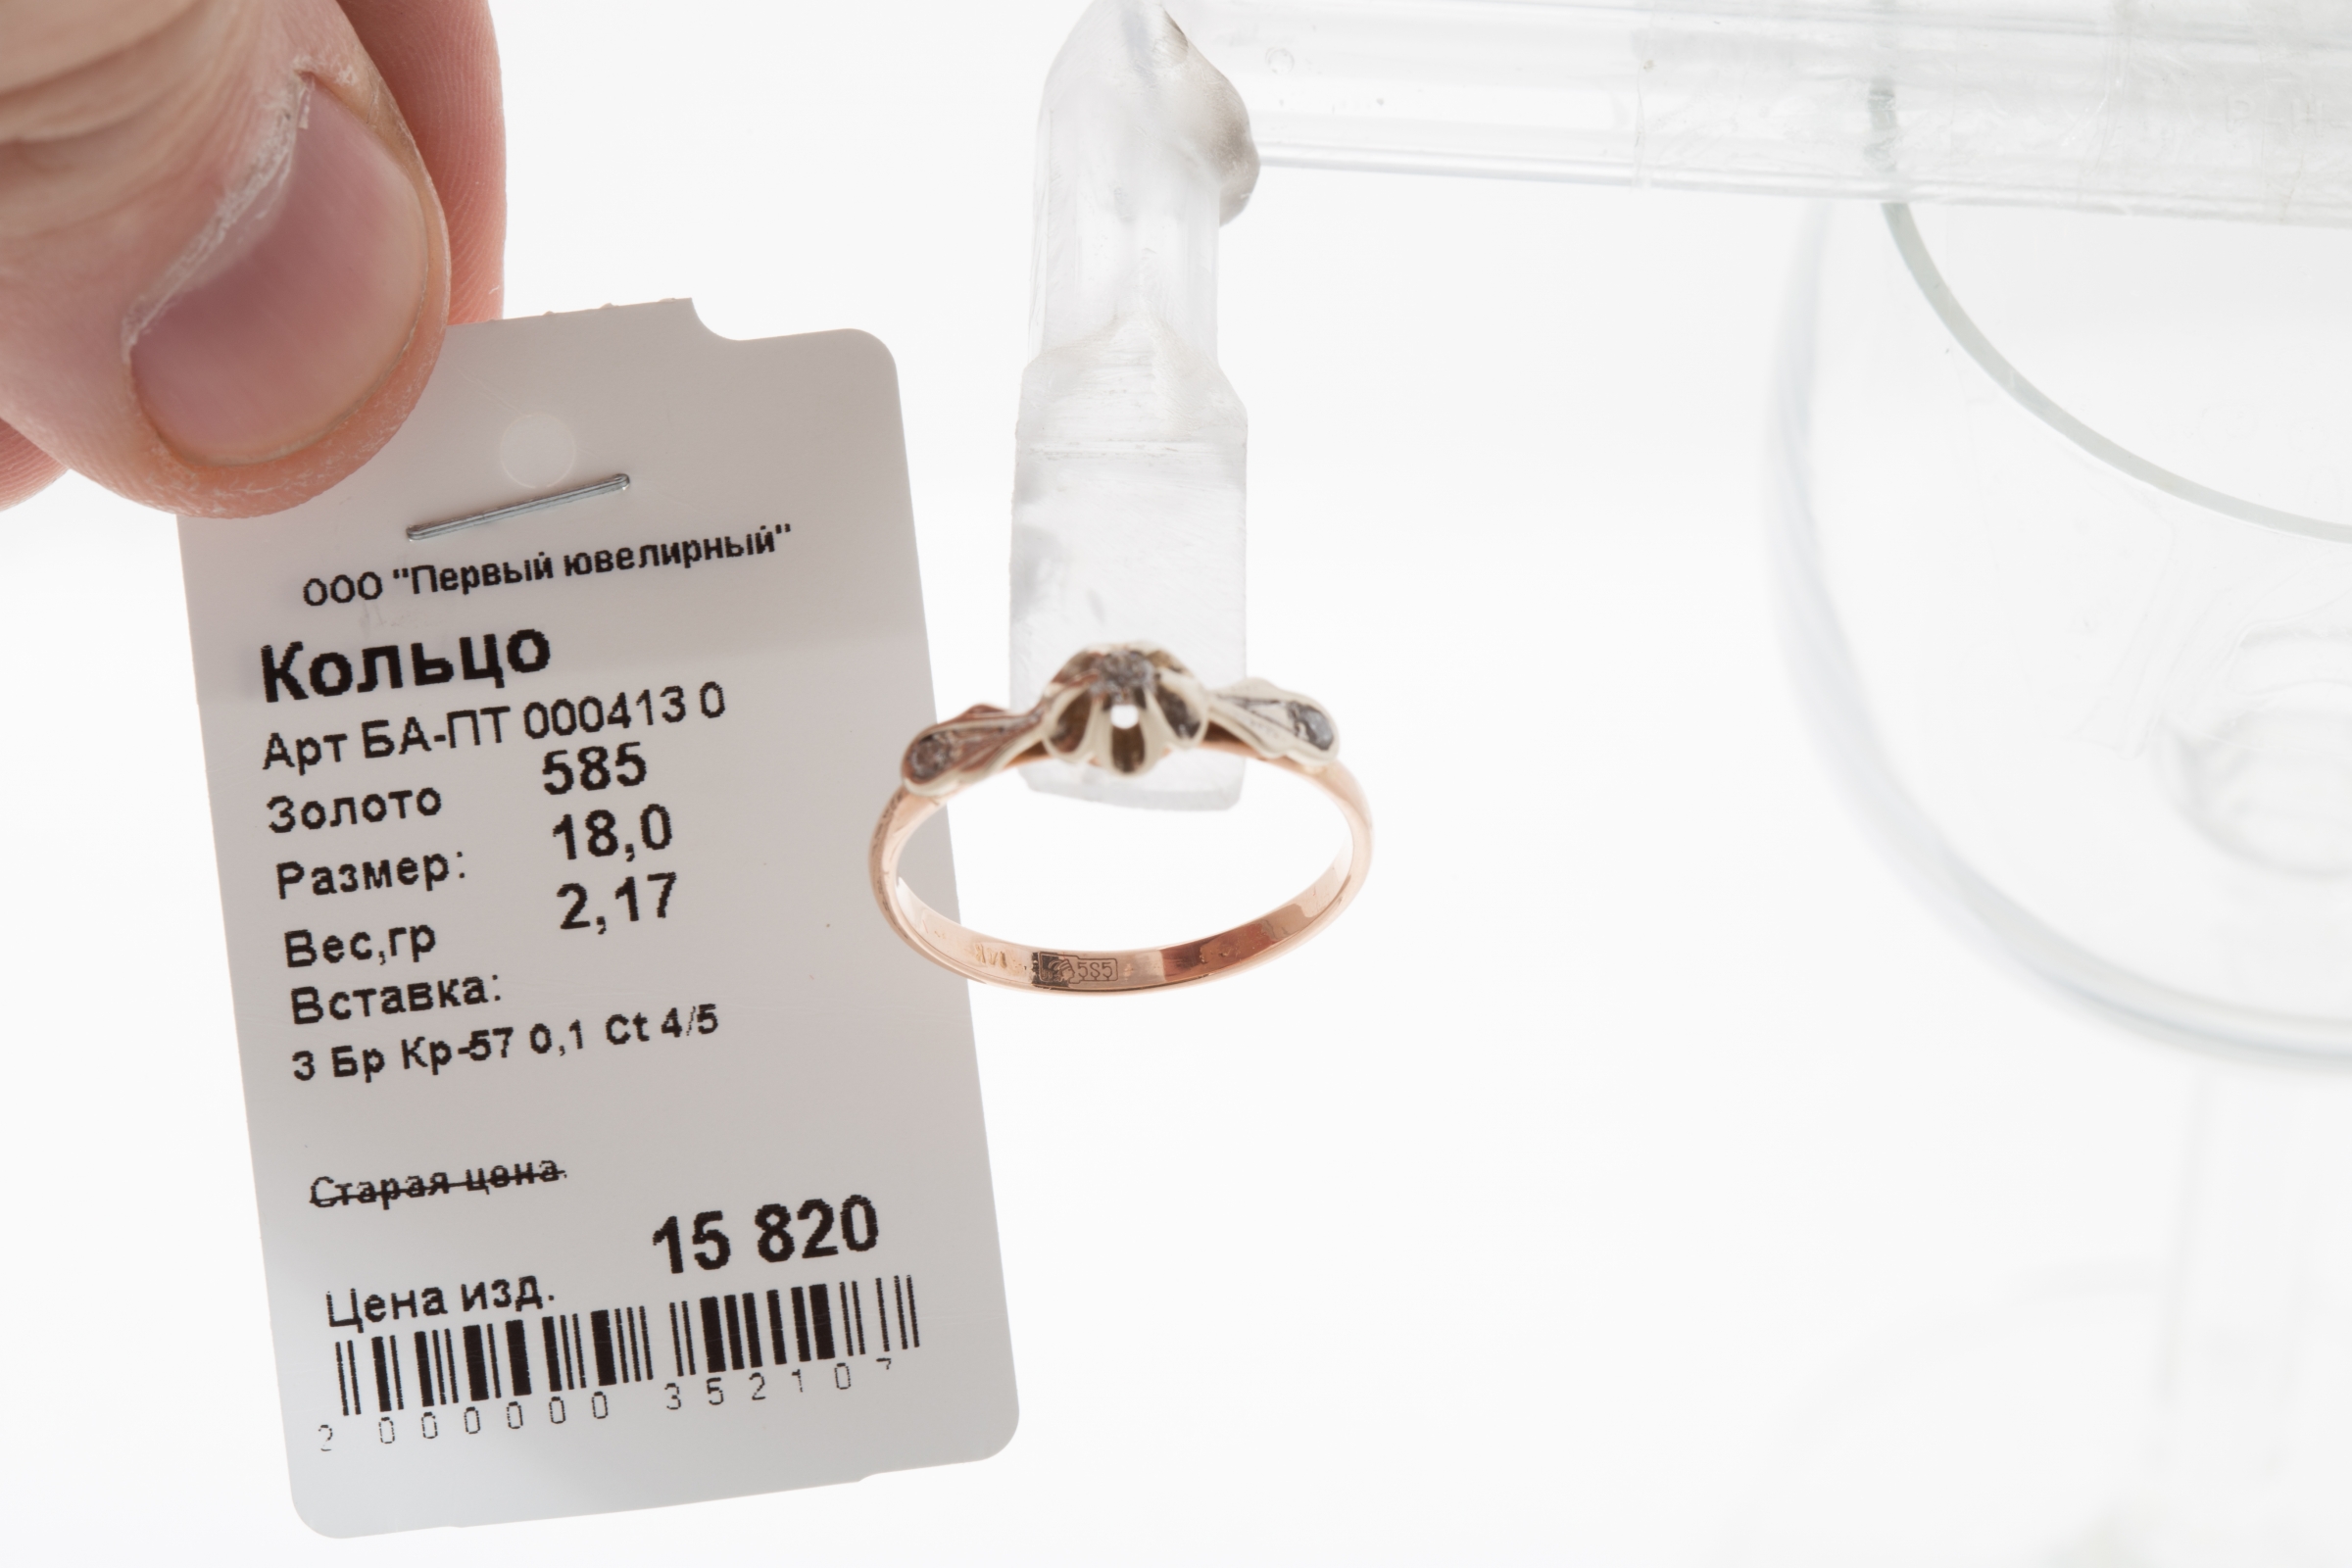 ООО "Первый ювелирный"
Кольцо
Арт БА-ПТ 000413 0
Золото 585
Размер: 18,0
Вес,гр 2,17
Вставка:
3 Бр Кр-57 0,1 Ct 4/5
Старая цена
Цена изд. 15 820
2 000000 352107
585